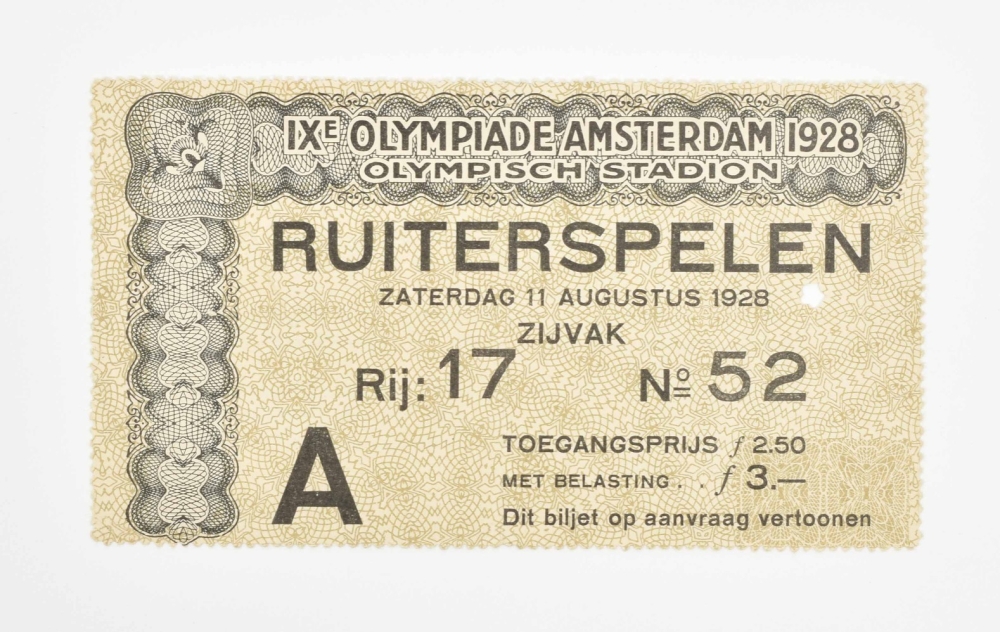 IXE OLYMPIADE AMSTERDAM 1928
OLYMPISCH STADION
RUITERSPELEN
ZATERDAG 11 AUGUSTUS 1928
ZIJVAK
Rij: 17 Nº 52
A
TOEGANGSPRIJS ƒ 2.50
MET BELASTING . . ƒ 3.—
Dit biljet op aanvraag vertoonen